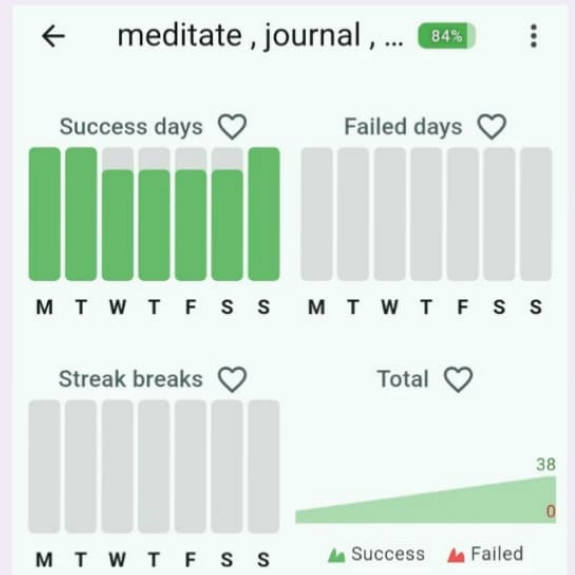 meditate , journal , ... 84%
Success days
M T W T F S S
Failed days
M T W T F S S
Streak breaks
M T W T F S S
Total
38
0
Success Failed